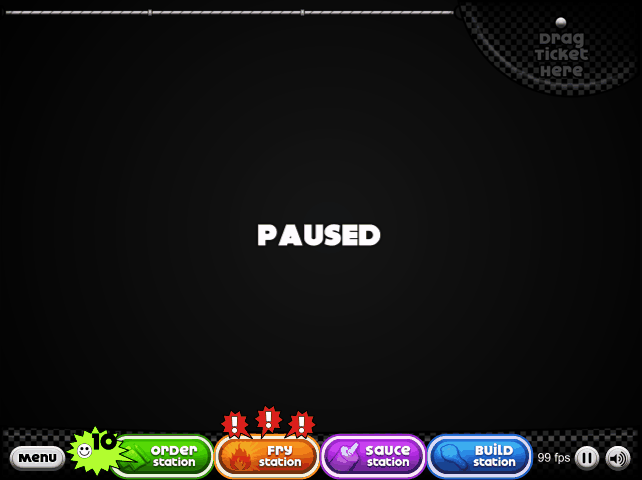 Drag
Ticket
Here
PAUSED
! ! !
MENU
10
ORDER
station
FRY
station
SAUCE
station
BUILD
station
99 fps